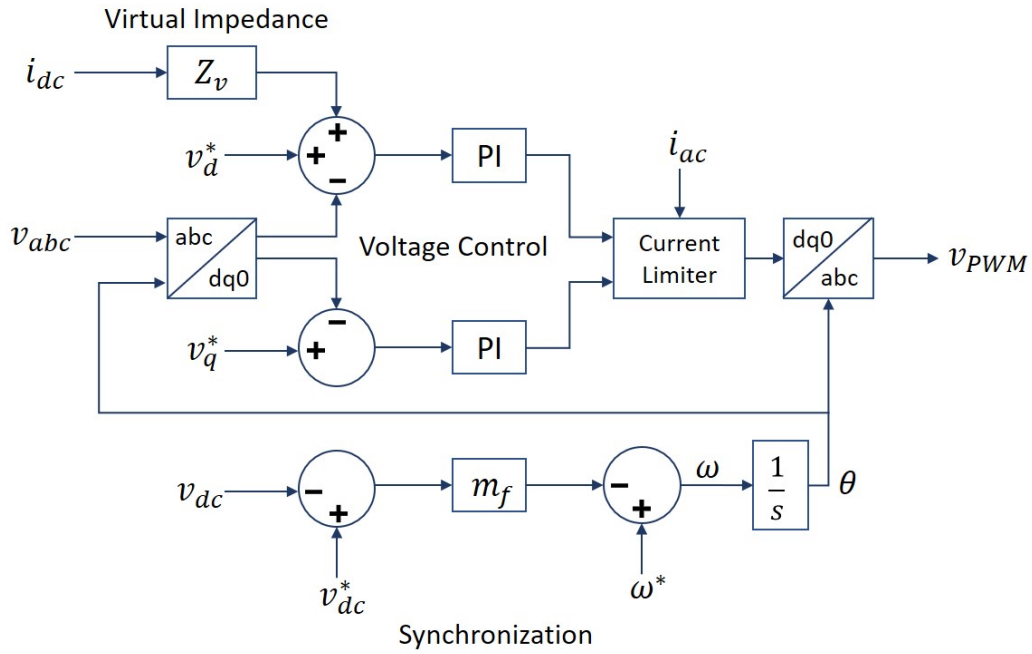 Virtual Impedance
i_dc
Z_v
+
v_d^*
+
−
PI
i_ac
v_abc
abc
dq0
Voltage Control
Current
Limiter
dq0
abc
v_PWM
−
v_q^*
+
PI
v_dc
−
+
m_f
−
+
ω
1
s
θ
v_dc^*
ω*
Synchronization